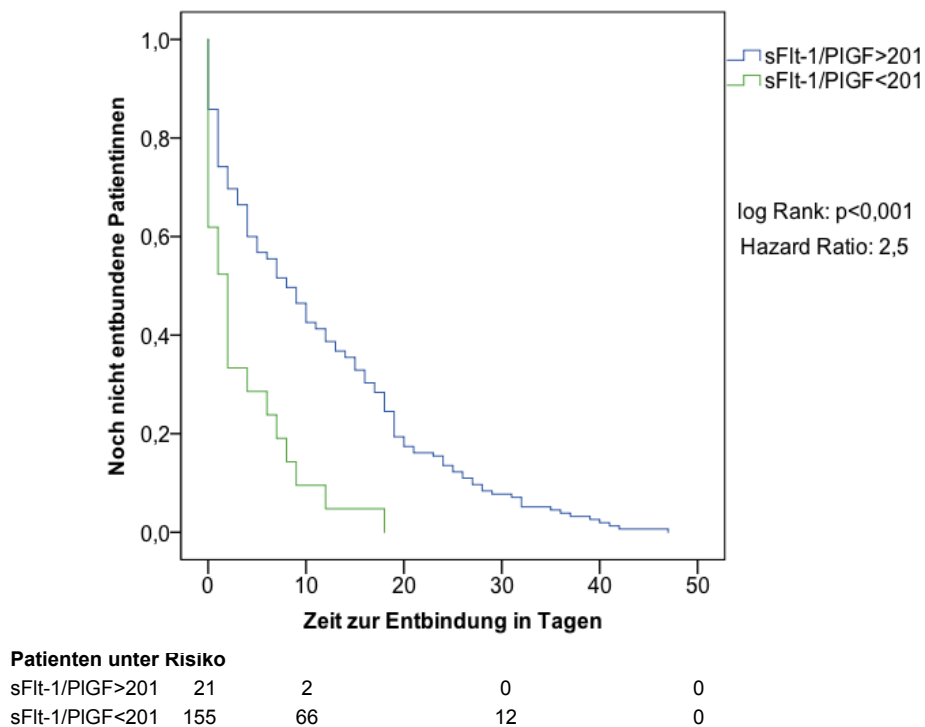 1,0
0,8
0,6
0,4
0,2
0,0
Noch nicht entbundene Patientinnen
0 10 20 30 40 50
Zeit zur Entbindung in Tagen
sFlt-1/PlGF>201
sFlt-1/PlGF<201
log Rank: p<0,001
Hazard Ratio: 2,5
Patienten unter Risiko
sFlt-1/PlGF>201 21 2 0 0
sFlt-1/PlGF<201 155 66 12 0